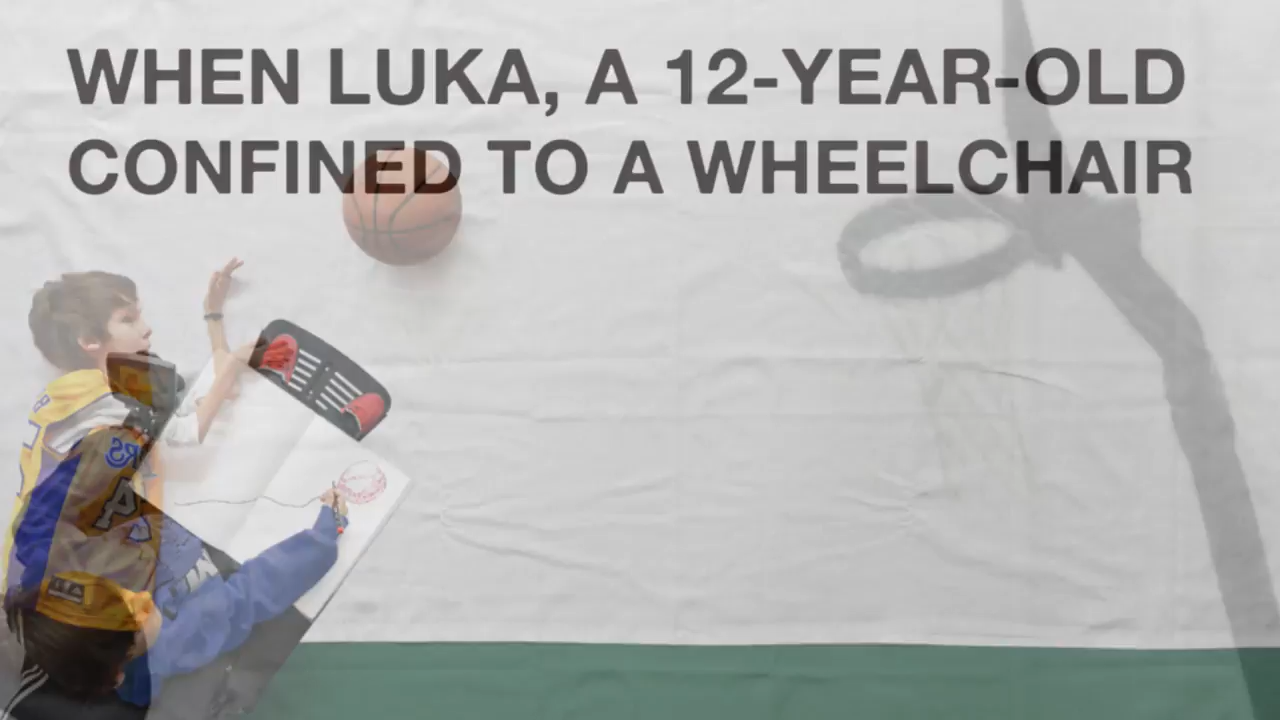 WHEN LUKA, A 12-YEAR-OLD
CONFINED TO A WHEELCHAIR